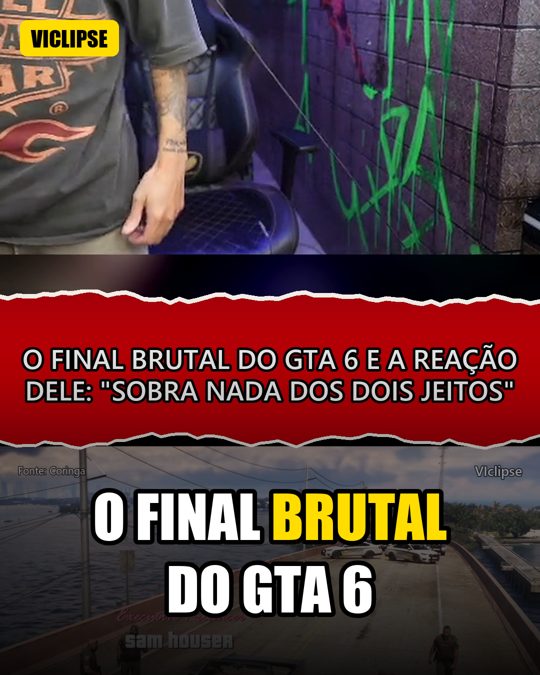 VICLIPSE
O FINAL BRUTAL DO GTA 6 E A REAÇÃO
DELE: "SOBRA NADA DOS DOIS JEITOS"
Fonte: Coringa
VIclipse
O FINAL BRUTAL
DO GTA 6
sam houser